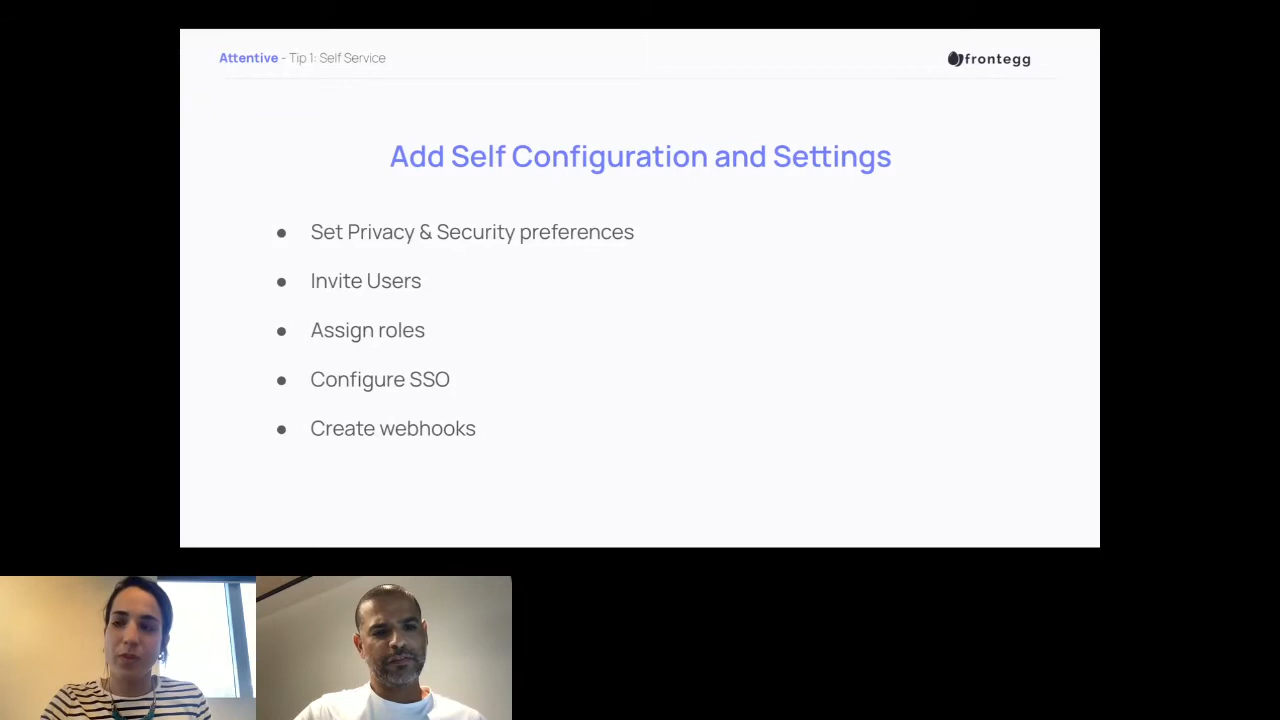 Attentive - Tip 1: Self Service
frontegg
Add Self Configuration and Settings
● Set Privacy & Security preferences
● Invite Users
● Assign roles
● Configure SSO
● Create webhooks